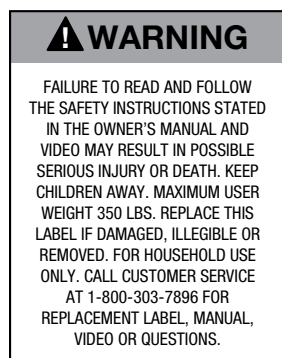 WARNING
FAILURE TO READ AND FOLLOW
THE SAFETY INSTRUCTIONS STATED
IN THE OWNER'S MANUAL AND
VIDEO MAY RESULT IN POSSIBLE
SERIOUS INJURY OR DEATH. KEEP
CHILDREN AWAY. MAXIMUM USER
WEIGHT 350 LBS. REPLACE THIS
LABEL IF DAMAGED, ILLEGIBLE OR
REMOVED. FOR HOUSEHOLD USE
ONLY. CALL CUSTOMER SERVICE
AT 1-800-303-7896 FOR
REPLACEMENT LABEL, MANUAL,
VIDEO OR QUESTIONS.